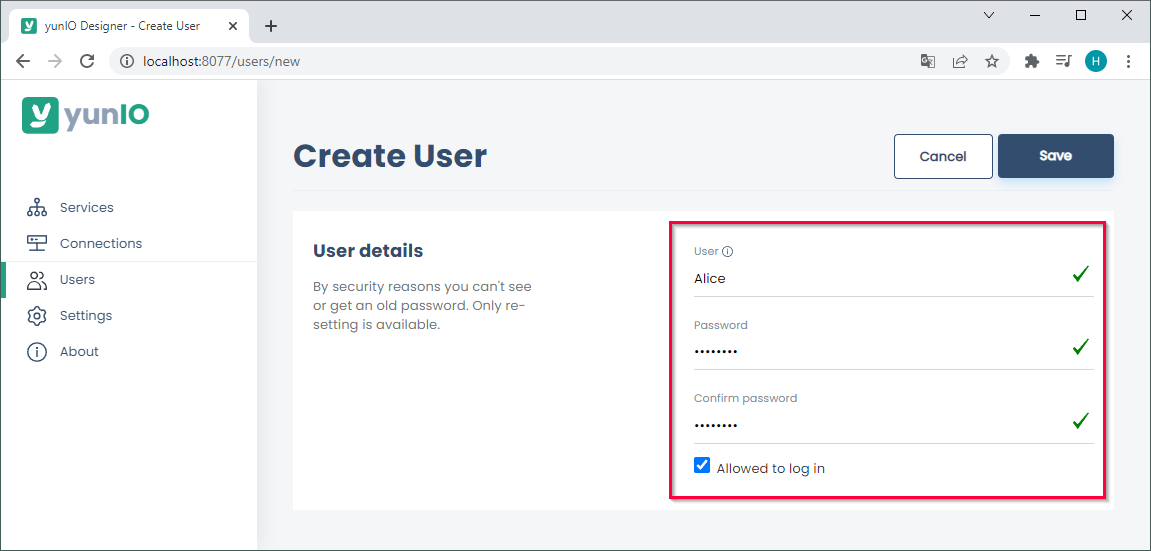 yunIO Designer - Create User
localhost:8077/users/new
H
yunIO
Create User
Cancel
Save
Services
Connections
Users
Settings
About
User details
By security reasons you can't see
or get an old password. Only re-
setting is available.
User
Alice
Password
••••••••
Confirm password
••••••••
Allowed to log in